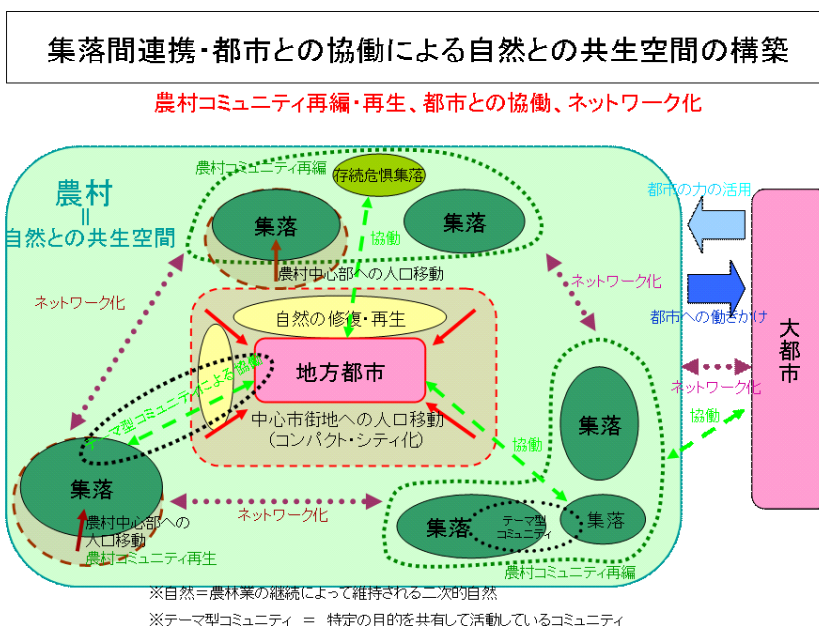 集落間連携・都市との協働による自然との共生空間の構築
農村コミュニティ再編・再生、都市との協働、ネットワーク化
農村コミュニティ再編
存続危惧集落
農村
=
自然との共生空間
集落
集落
協働
都市の力の活用
農村中心部への人口移動
ネットワーク化
ネットワーク化
都市への働きかけ
自然の修復・再生
大都市
地方都市
テーマ型コミュニティによる協働
ネットワーク化
中心市街地への人口移動
(コンパクト・シティ化)
協働
協働
集落
集落
農村中心部への
人口移動
農村コミュニティ再生
ネットワーク化
集落
テーマ型
コミュニティ
集落
農村コミュニティ再編
※自然=農林業の継続によって維持される二次的自然
※テーマ型コミュニティ = 特定の目的を共有して活動しているコミュニティ